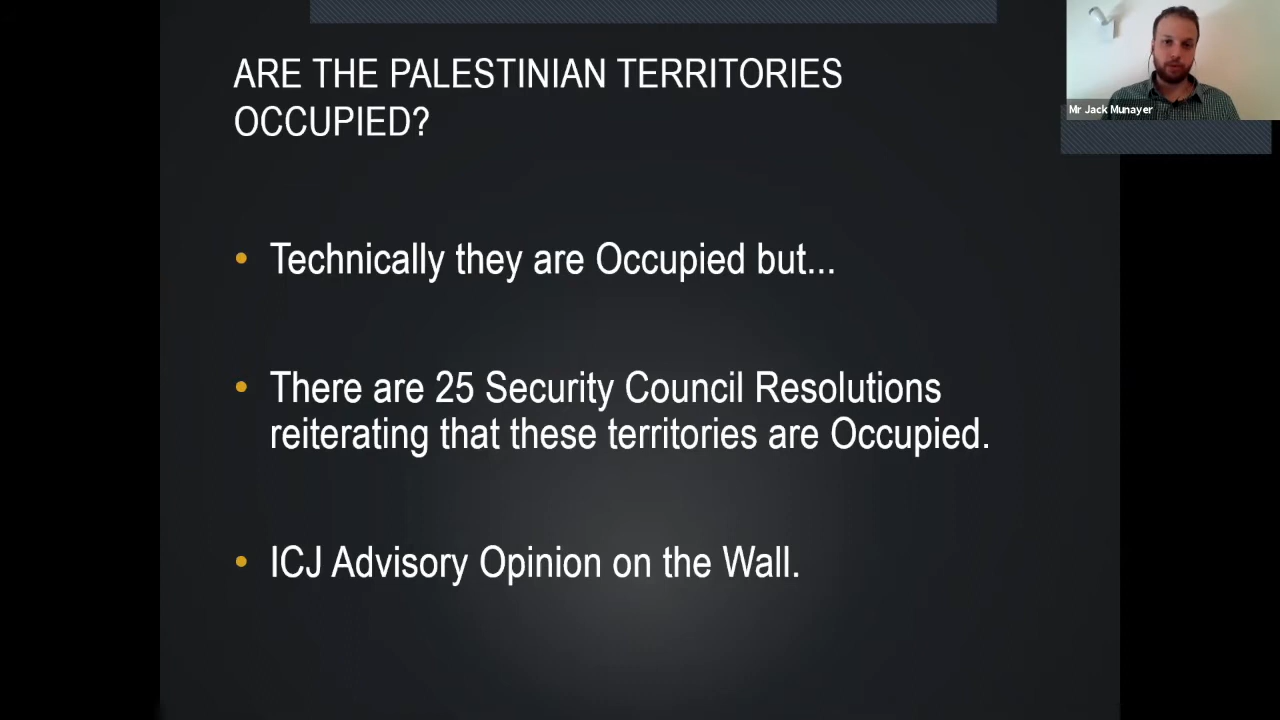 ARE THE PALESTINIAN TERRITORIES
OCCUPIED?
• Technically they are Occupied but...
• There are 25 Security Council Resolutions
reiterating that these territories are Occupied.
• ICJ Advisory Opinion on the Wall.
Mr Jack Munayer